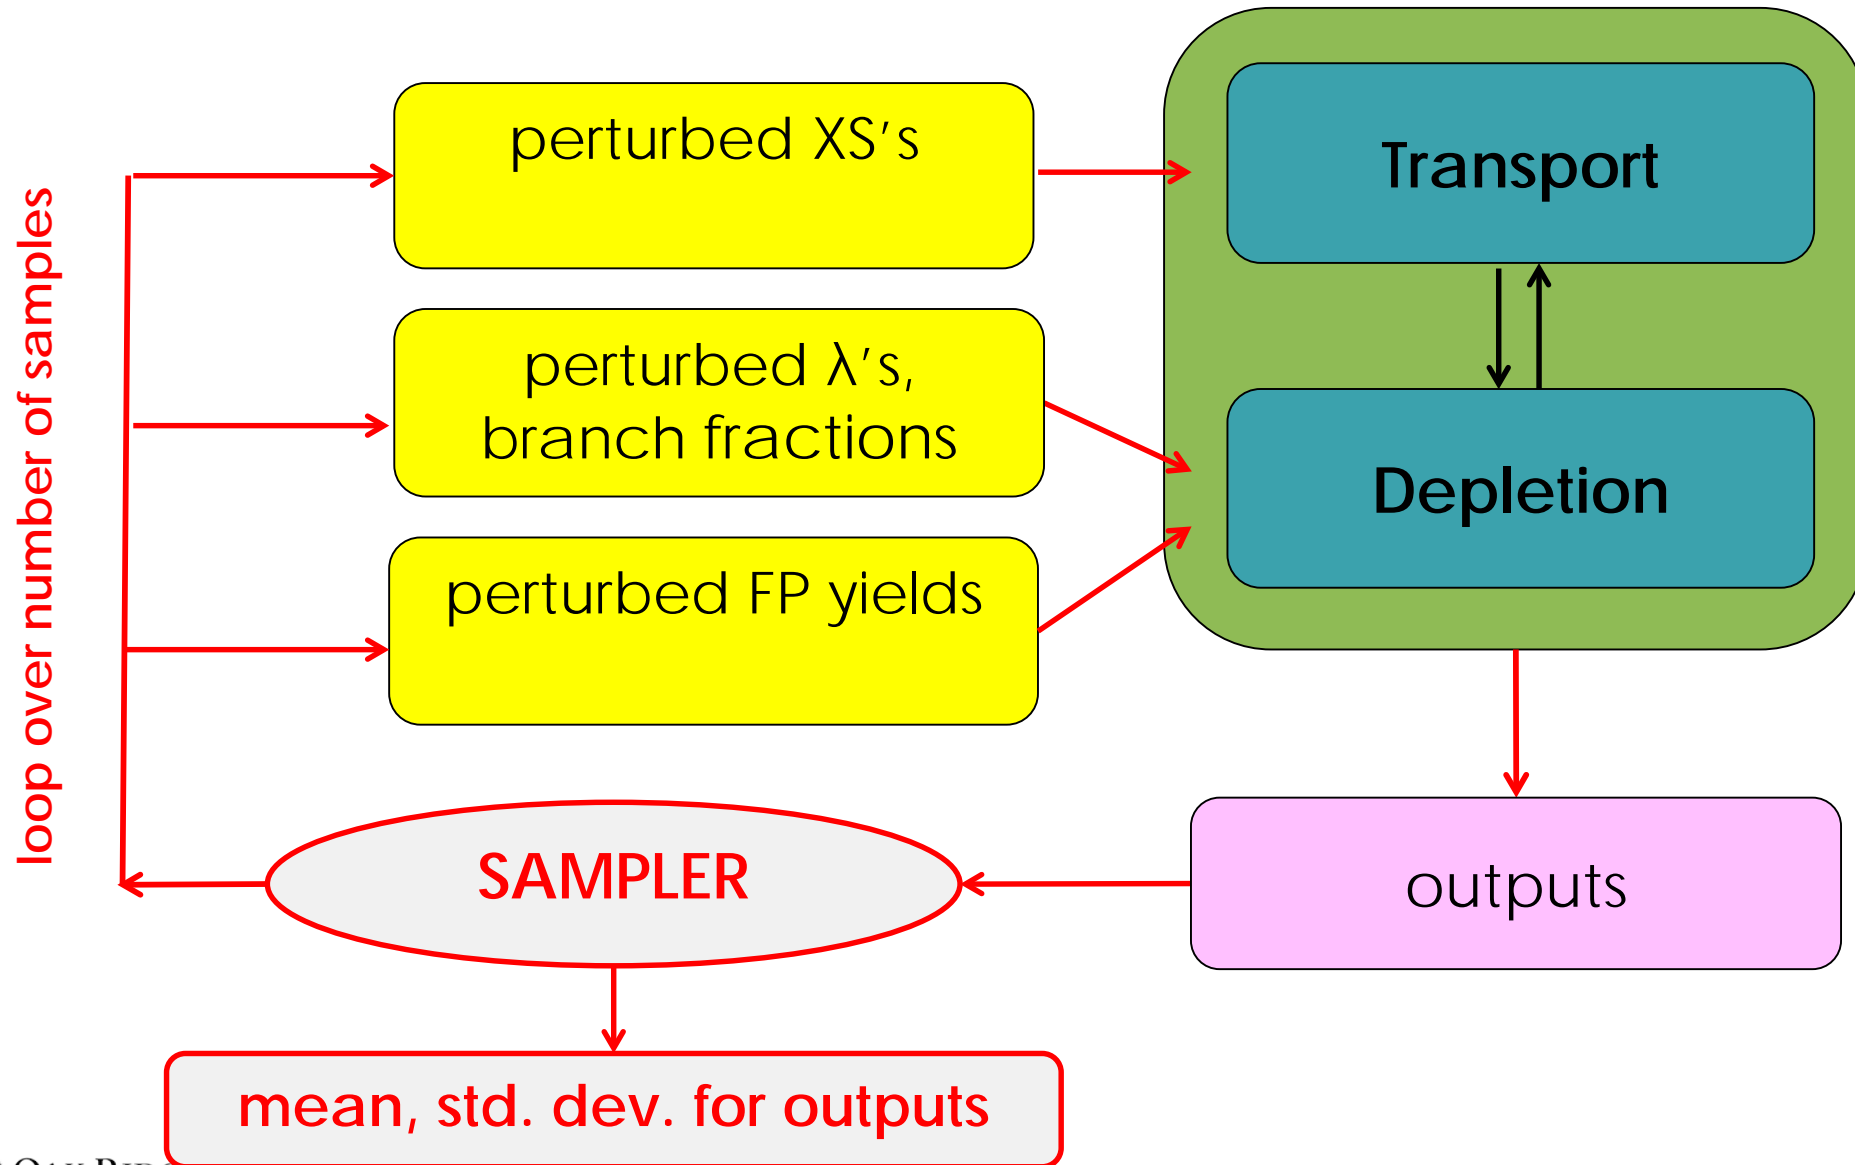 loop over number of samples
perturbed XS's
perturbed λ's,
branch fractions
perturbed FP yields
Transport
Depletion
outputs
SAMPLER
mean, std. dev. for outputs